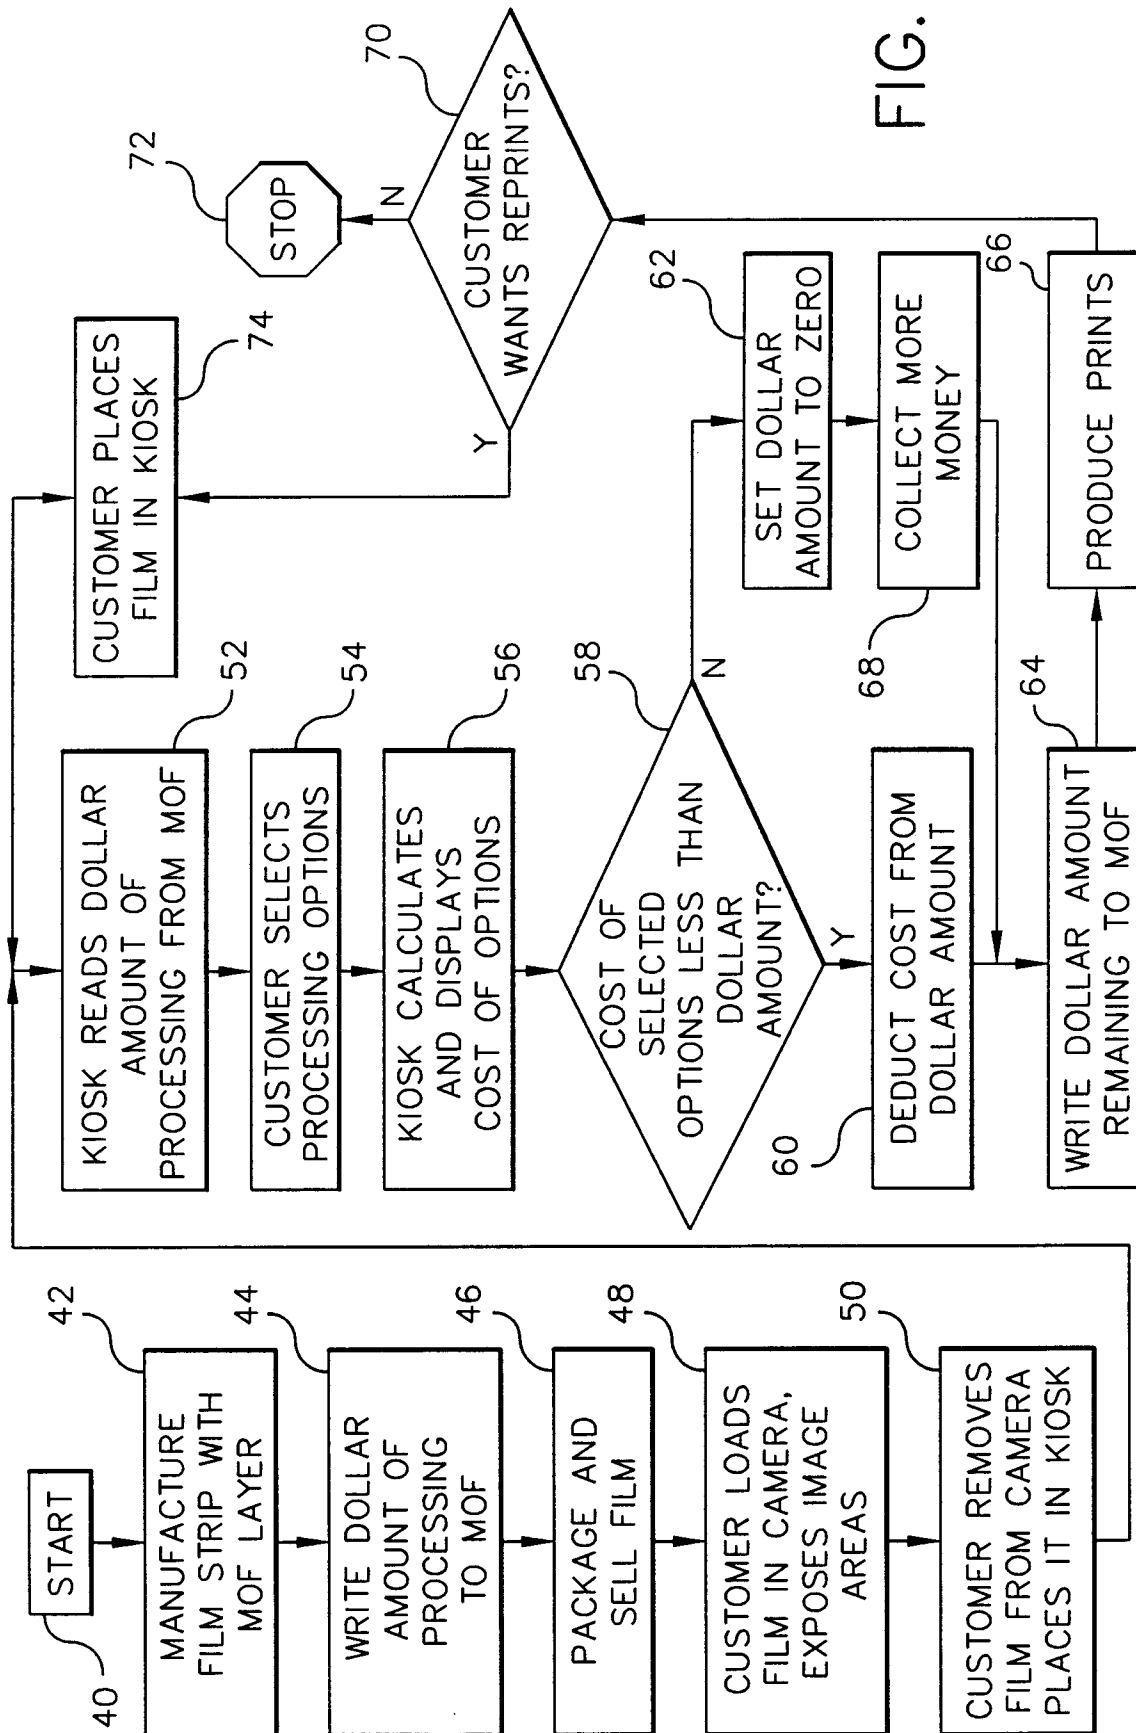 40
START
42
MANUFACTURE
FILM STRIP WITH
MOF LAYER
44
WRITE DOLLAR
AMOUNT OF
PROCESSING
TO MOF
46
PACKAGE AND
SELL FILM
48
CUSTOMER LOADS
FILM IN CAMERA,
EXPOSES IMAGE
AREAS
50
CUSTOMER REMOVES
FILM FROM CAMERA
PLACES IT IN KIOSK
52
KIOSK READS DOLLAR
AMOUNT OF
PROCESSING FROM MOF
54
CUSTOMER SELECTS
PROCESSING OPTIONS
56
KIOSK CALCULATES
AND DISPLAYS
COST OF OPTIONS
58
COST OF
SELECTED
OPTIONS LESS THAN
DOLLAR
AMOUNT?
Y
N
60
DEDUCT COST FROM
DOLLAR AMOUNT
62
SET DOLLAR
AMOUNT TO ZERO
68
COLLECT MORE
MONEY
64
WRITE DOLLAR AMOUNT
REMAINING TO MOF
66
PRODUCE PRINTS
70
CUSTOMER
WANTS REPRINTS?
Y
N
72
STOP
74
CUSTOMER PLACES
FILM IN KIOSK
FIG.